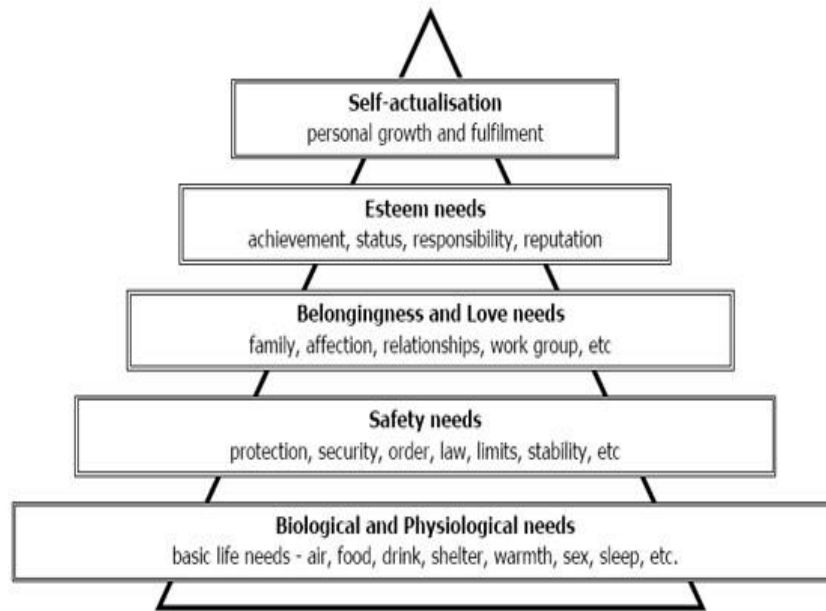 Self-actualisation
personal growth and fulfilment
Esteem needs
achievement, status, responsibility, reputation
Belongingness and Love needs
family, affection, relationships, work group, etc
Safety needs
protection, security, order, law, limits, stability, etc
Biological and Physiological needs
basic life needs - air, food, drink, shelter, warmth, sex, sleep, etc.